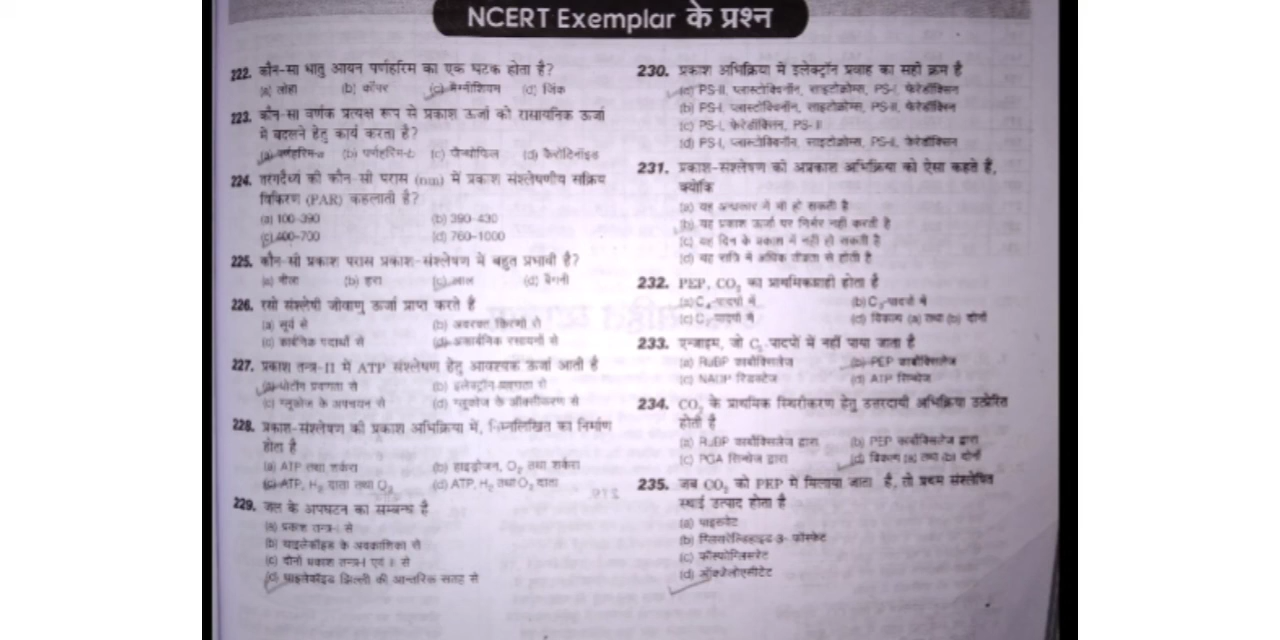 NCERT Exemplar के प्रश्न
222. कौन-सा धातु आयन पर्णहरिम का एक घटक होता है?
(a) लोहा (b) कॉपर (c) मैग्नीशियम (d) जिंक
223. कौन-सा वर्णक प्रत्यक्ष रूप से प्रकाश ऊर्जा को रासायनिक ऊर्जा
में बदलने हेतु कार्य करता है?
(a) पर्णहरिम-a (b) पर्णहरिम-b (c) जैन्थोफिल (d) कैरोटिनॉइड
224. तरंगदैर्ध्य की कौन-सी परास (nm) में प्रकाश संश्लेषणीय सक्रिय
विकिरण (PAR) कहलाती है?
(a) 100-390 (b) 390-430
(c) 400-700 (d) 760-1000
225. कौन-सी प्रकाश परास प्रकाश-संश्लेषण में बहुत प्रभावी है?
(a) नीला (b) हरा (c) लाल (d) बैंगनी
226. रसो संश्लेषी जीवाणु ऊर्जा प्राप्त करते हैं
(a) सूर्य से (b) अवरक्त किरणों से
(c) कार्बनिक पदार्थों से (d) अकार्बनिक रसायनों से
227. प्रकाश तन्त्र-II में ATP संश्लेषण हेतु आवश्यक ऊर्जा आती है
(a) प्रोटॉन प्रवणता से (b) इलेक्ट्रॉन-प्रवणता से
(c) ग्लूकोज के अपचयन से (d) ग्लूकोज के ऑक्सीकरण से
228. प्रकाश-संश्लेषण की प्रकाश अभिक्रिया में, निम्नलिखित का निर्माण
होता है
(a) ATP तथा शर्करा (b) हाइड्रोजन, O₂ तथा शर्करा
(c) ATP, H₂ दाता तथा O₂ (d) ATP, H₂ तथा O₂ दाता
229. जल के अपघटन का सम्बन्ध है
(a) प्रकाश तन्त्र-I से
(b) थाइलेकॉइड के अवकाशिका से
(c) दोनों प्रकाश तन्त्र-I एवं II से
(d) थाइलेकॉइड झिल्ली की आन्तरिक सतह से
230. प्रकाश अभिक्रिया में इलेक्ट्रॉन प्रवाह का सही क्रम है
(a) PS-II, प्लास्टोक्विनॉन, साइटोक्रोम्स, PS-I, फेरेडॉक्सिन
(b) PS-I, प्लास्टोक्विनॉन, साइटोक्रोम्स, PS-II, फेरेडॉक्सिन
(c) PS-I, फेरेडॉक्सिन, PS-II
(d) PS-I, प्लास्टोक्विनॉन, साइटोक्रोम्स, PS-II, फेरेडॉक्सिन
231. प्रकाश-संश्लेषण की अप्रकाश अभिक्रिया को ऐसा कहते हैं,
क्योंकि
(a) यह अन्धकार में भी हो सकती है
(b) यह प्रकाश ऊर्जा पर निर्भर नहीं करती है
(c) यह दिन के प्रकाश में नहीं हो सकती है
(d) यह रात्रि में अधिक तीव्रता से होती है
232. PEP, CO₂ का प्राथमिकग्राही होता है
(a) C₄-पादपों में (b) C₃-पादपों में
(c) C₂-पादपों में (d) विकल्प (a) तथा (b) दोनों
233. एन्जाइम, जो C₃-पादपों में नहीं पाया जाता है
(a) RuBP कार्बोक्सिलेज (b) PEP कार्बोक्सिलेज
(c) NADP रिडक्टेज (d) ATP सिन्थेज
234. CO₂ के प्राथमिक स्थिरीकरण हेतु उत्तरदायी अभिक्रिया उत्प्रेरित
होती है
(a) RuBP कार्बोक्सिलेज द्वारा (b) PEP कार्बोक्सिलेज द्वारा
(c) PGA सिन्थेज द्वारा (d) विकल्प (a) तथा (b) दोनों
235. जब CO₂ को PEP में मिलाया जाता है, तो प्रथम संश्लेषित
स्थाई उत्पाद होता है
(a) पाइरुवेट
(b) ग्लिसरेल्डिहाइड 3- फॉस्फेट
(c) फॉस्फोग्लिसरेट
(d) ऑक्जेलोएसीटेट